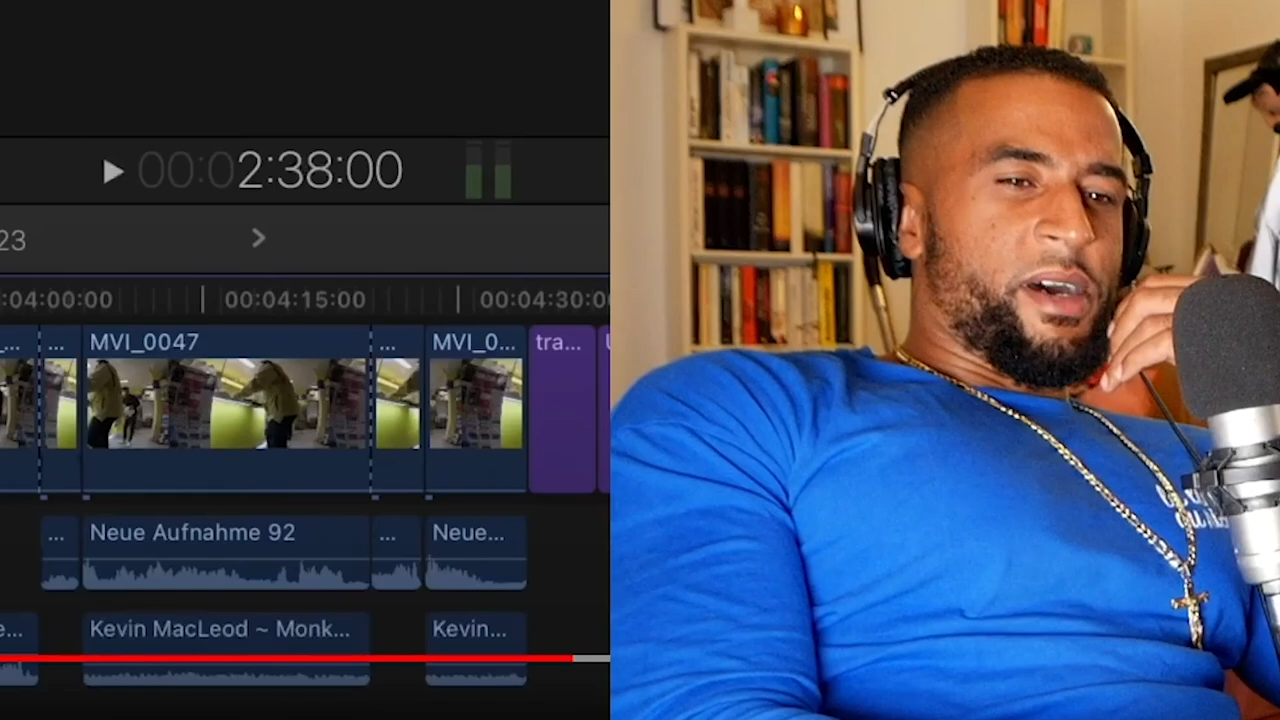 00:02:38:00
23
:04:00:00
00:04:15:00
00:04:30:0
...
...
MVI_0047
...
MVI_0...
tra...
...
Neue Aufnahme 92
...
Neue...
e...
Kevin MacLeod ~ Monk...
Kevin...